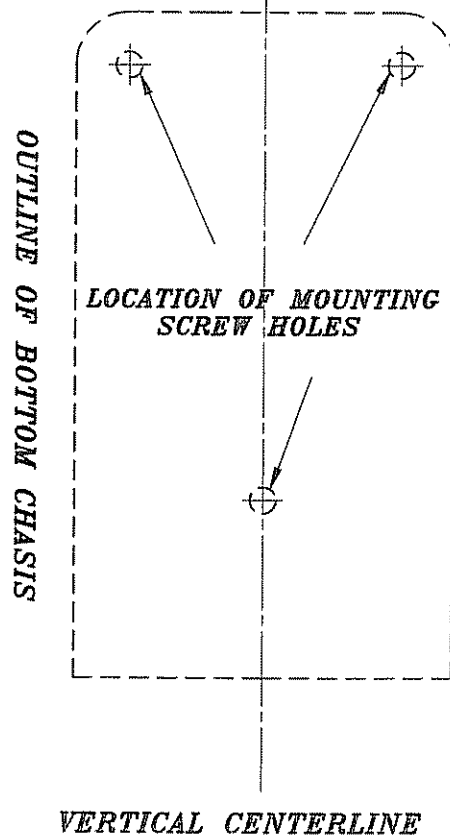 OUTLINE OF BOTTOM CHASIS
LOCATION OF MOUNTING
SCREW HOLES
VERTICAL CENTERLINE